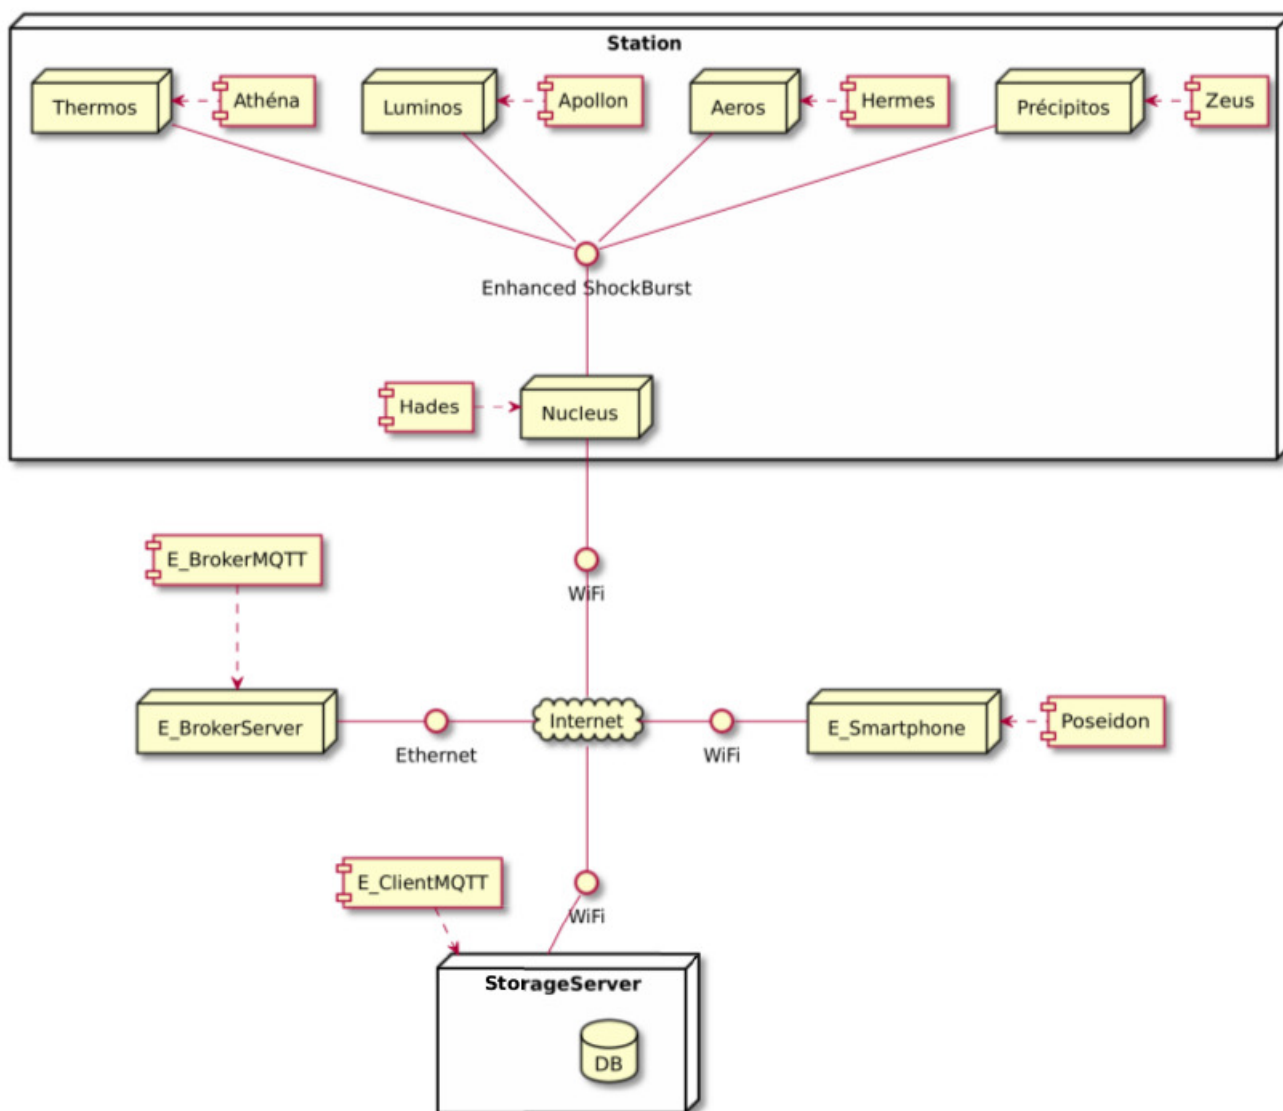 Station
Thermos
Athéna
Luminos
Apollon
Aeros
Hermes
Précipitos
Zeus
Enhanced ShockBurst
Hades
Nucleus
E_BrokerMQTT
WiFi
E_BrokerServer
Ethernet
Internet
WiFi
E_Smartphone
Poseidon
E_ClientMQTT
WiFi
StorageServer
DB